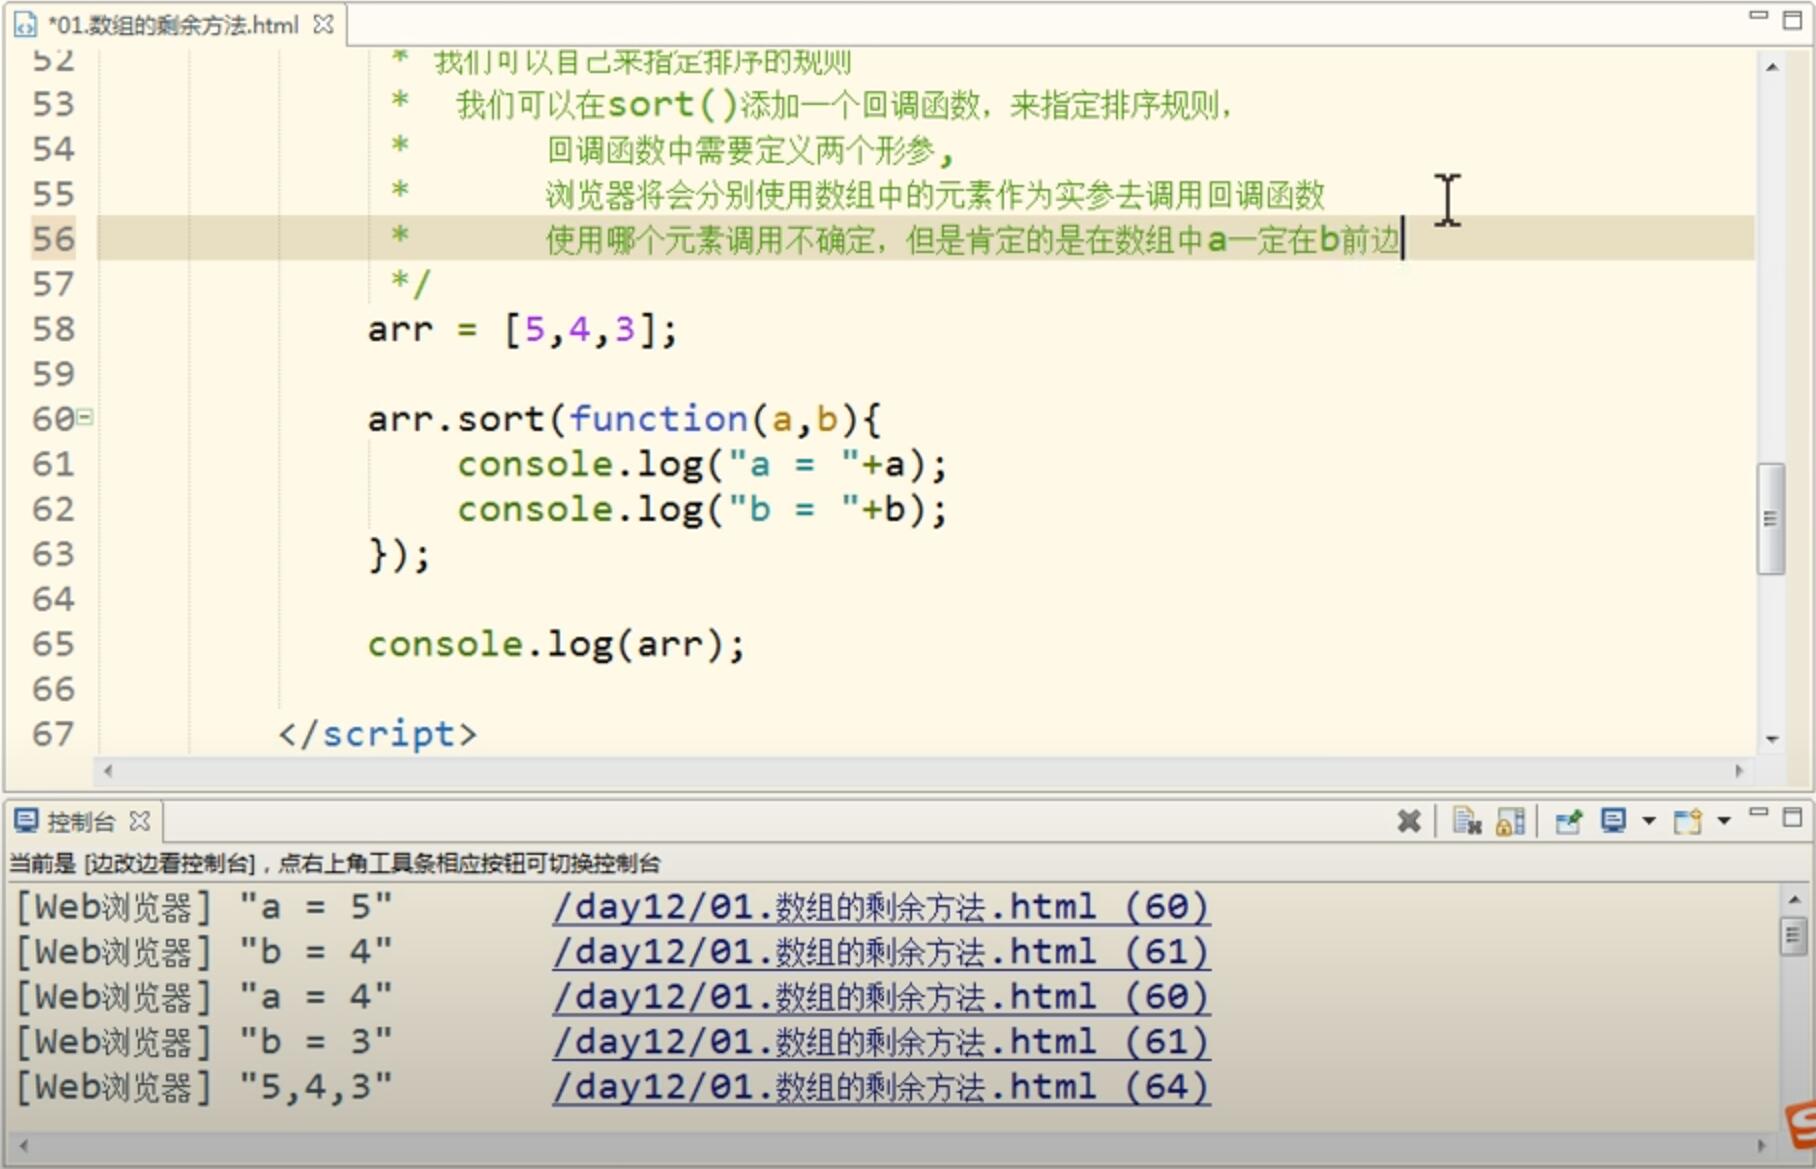 *01.数组的剩余方法.html
52 * 我们可以自己来指定排序的规则
53 * 我们可以在sort()添加一个回调函数，来指定排序规则，
54 * 回调函数中需要定义两个形参,
55 * 浏览器将会分别使用数组中的元素作为实参去调用回调函数
56 * 使用哪个元素调用不确定，但是肯定的是在数组中a一定在b前边
57 */
58 arr = [5,4,3];
59
60 arr.sort(function(a,b){
61 console.log("a = "+a);
62 console.log("b = "+b);
63 });
64
65 console.log(arr);
66
67 </script>
控制台
当前是 [边改边看控制台]，点右上角工具条相应按钮可切换控制台
[Web浏览器] "a = 5" /day12/01.数组的剩余方法.html (60)
[Web浏览器] "b = 4" /day12/01.数组的剩余方法.html (61)
[Web浏览器] "a = 4" /day12/01.数组的剩余方法.html (60)
[Web浏览器] "b = 3" /day12/01.数组的剩余方法.html (61)
[Web浏览器] "5,4,3" /day12/01.数组的剩余方法.html (64)